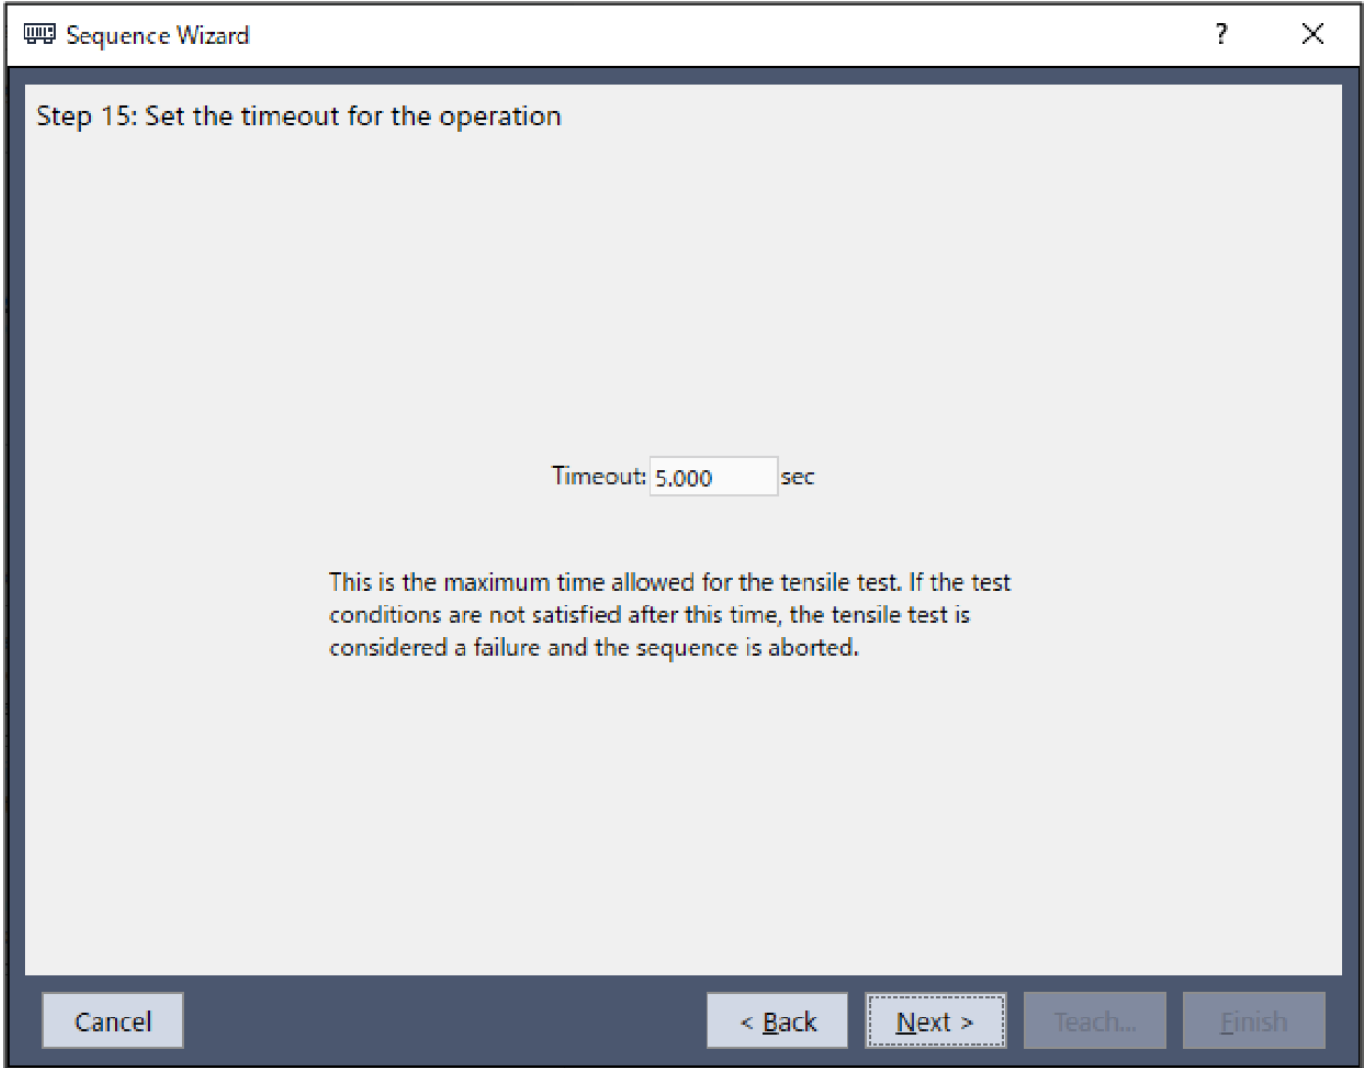 Sequence Wizard
?
Step 15: Set the timeout for the operation
Timeout: 5.000 sec
This is the maximum time allowed for the tensile test. If the test
conditions are not satisfied after this time, the tensile test is
considered a failure and the sequence is aborted.
Cancel < Back Next > Teach... Finish